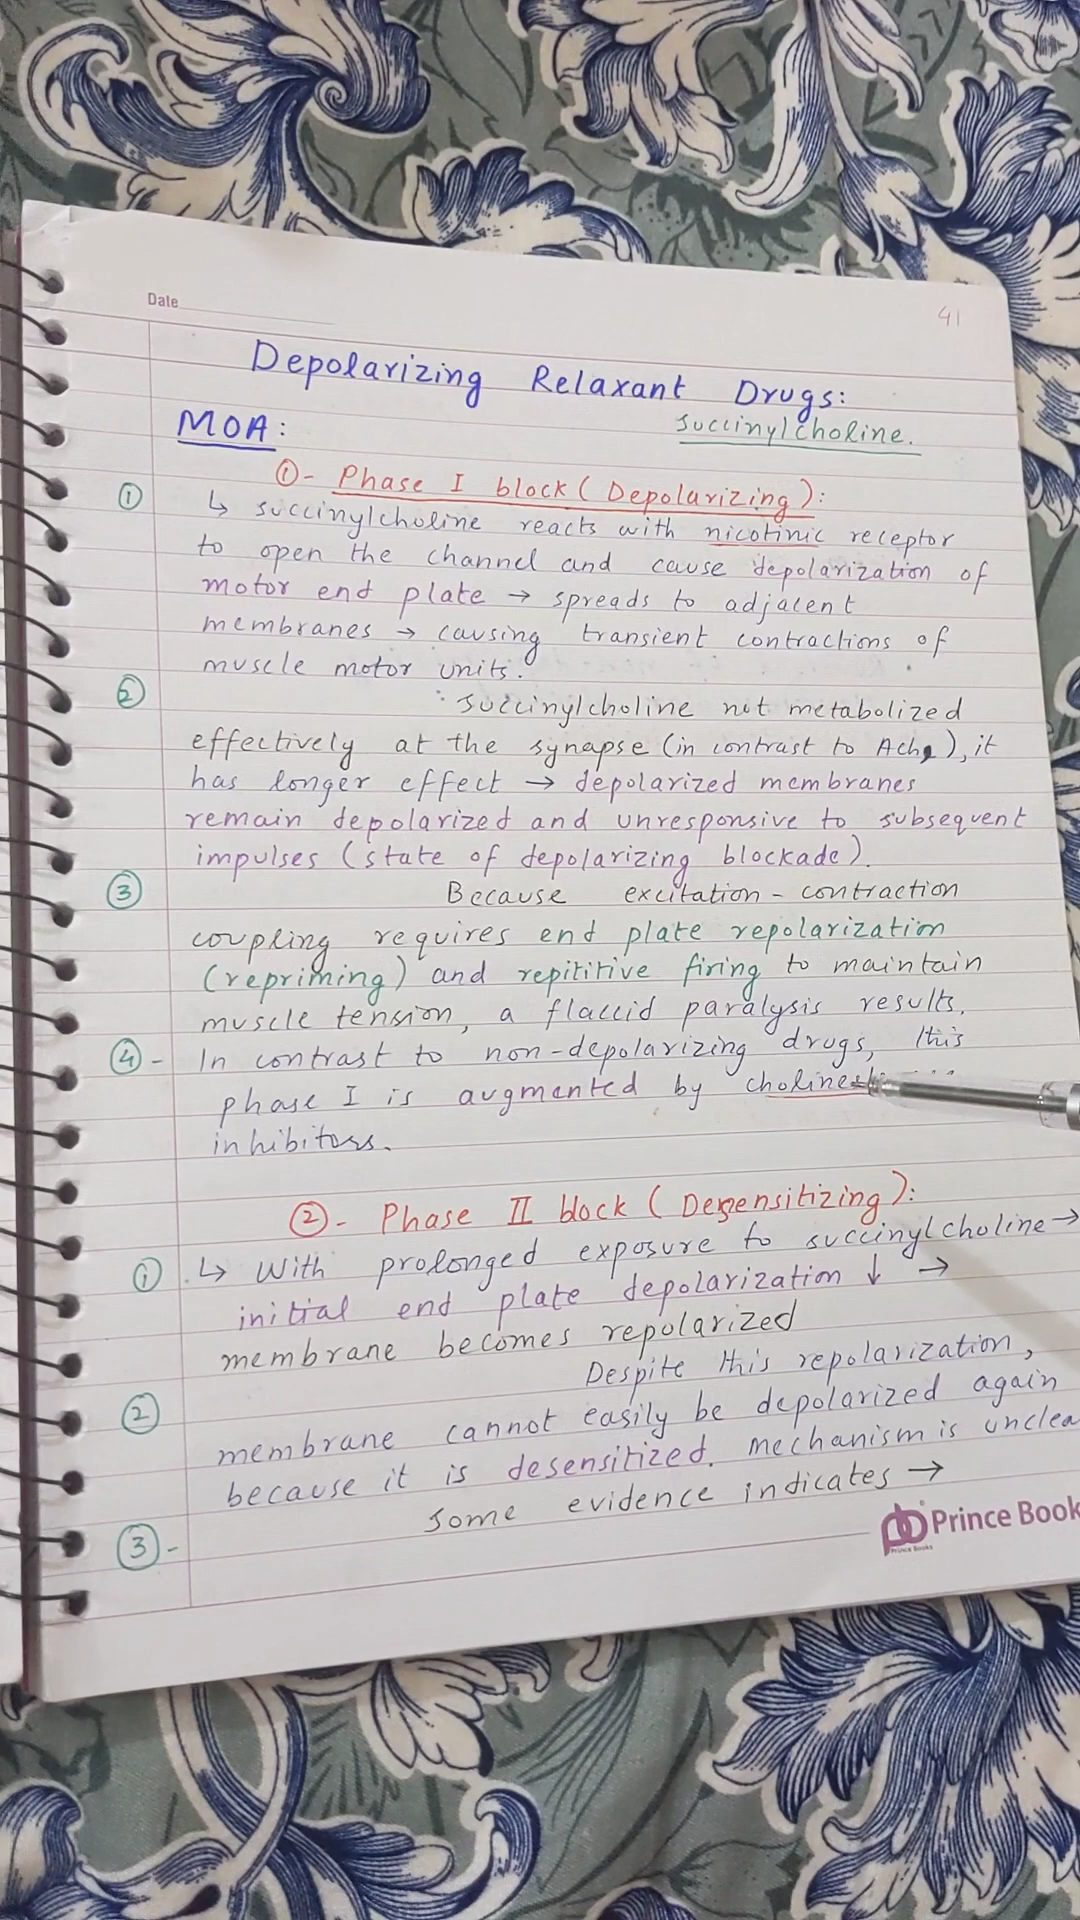 Date
41
Depolarizing Relaxant Drugs:
MOA:
succinylcholine.
①- Phase I block (Depolarizing):
① ↳ succinylcholine reacts with nicotinic receptor
to open the channel and cause depolarization of
motor end plate → spreads to adjacent
membranes → causing transient contractions of
muscle motor units.
② ∵ succinylcholine not metabolized
effectively at the synapse (in contrast to Ach), it
has longer effect → depolarized membranes
remain depolarized and unresponsive to subsequent
impulses (state of depolarizing blockade).
③ Because excitation - contraction
coupling requires end plate repolarization
(repriming) and repititive firing to maintain
muscle tension, a flaccid paralysis results.
④ - In contrast to non-depolarizing drugs, this
phase I is augmented by
inhibitors.
②- Phase II block (Desensitizing):
① ↳ With prolonged exposure to succinylcholine →
initial end plate depolarization ↓ →
membrane becomes repolarized
② Despite this repolarization,
membrane cannot easily be depolarized again
because it is desensitized. mechanism is
③ - some evidence indicates →
Prince Book
Prince Books